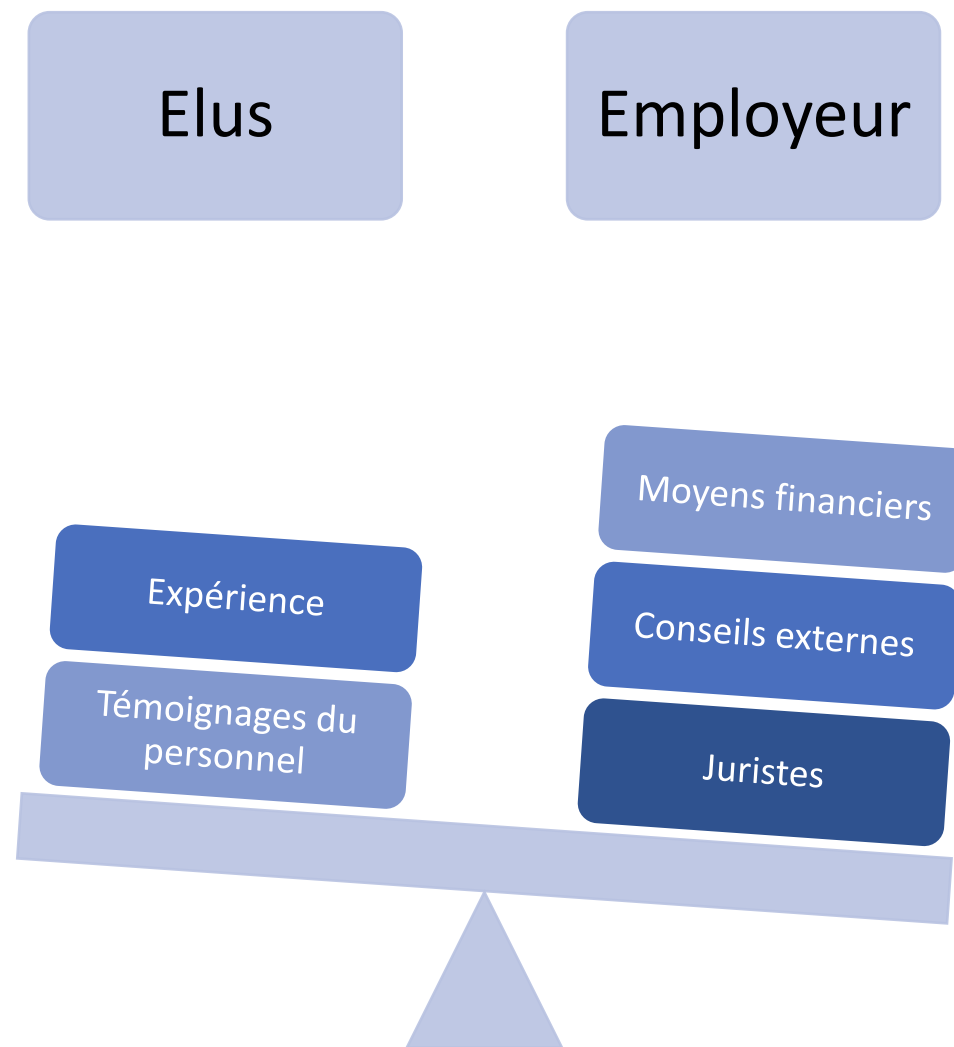 Elus
Employeur
Moyens financiers
Expérience
Conseils externes
Témoignages du
personnel
Juristes